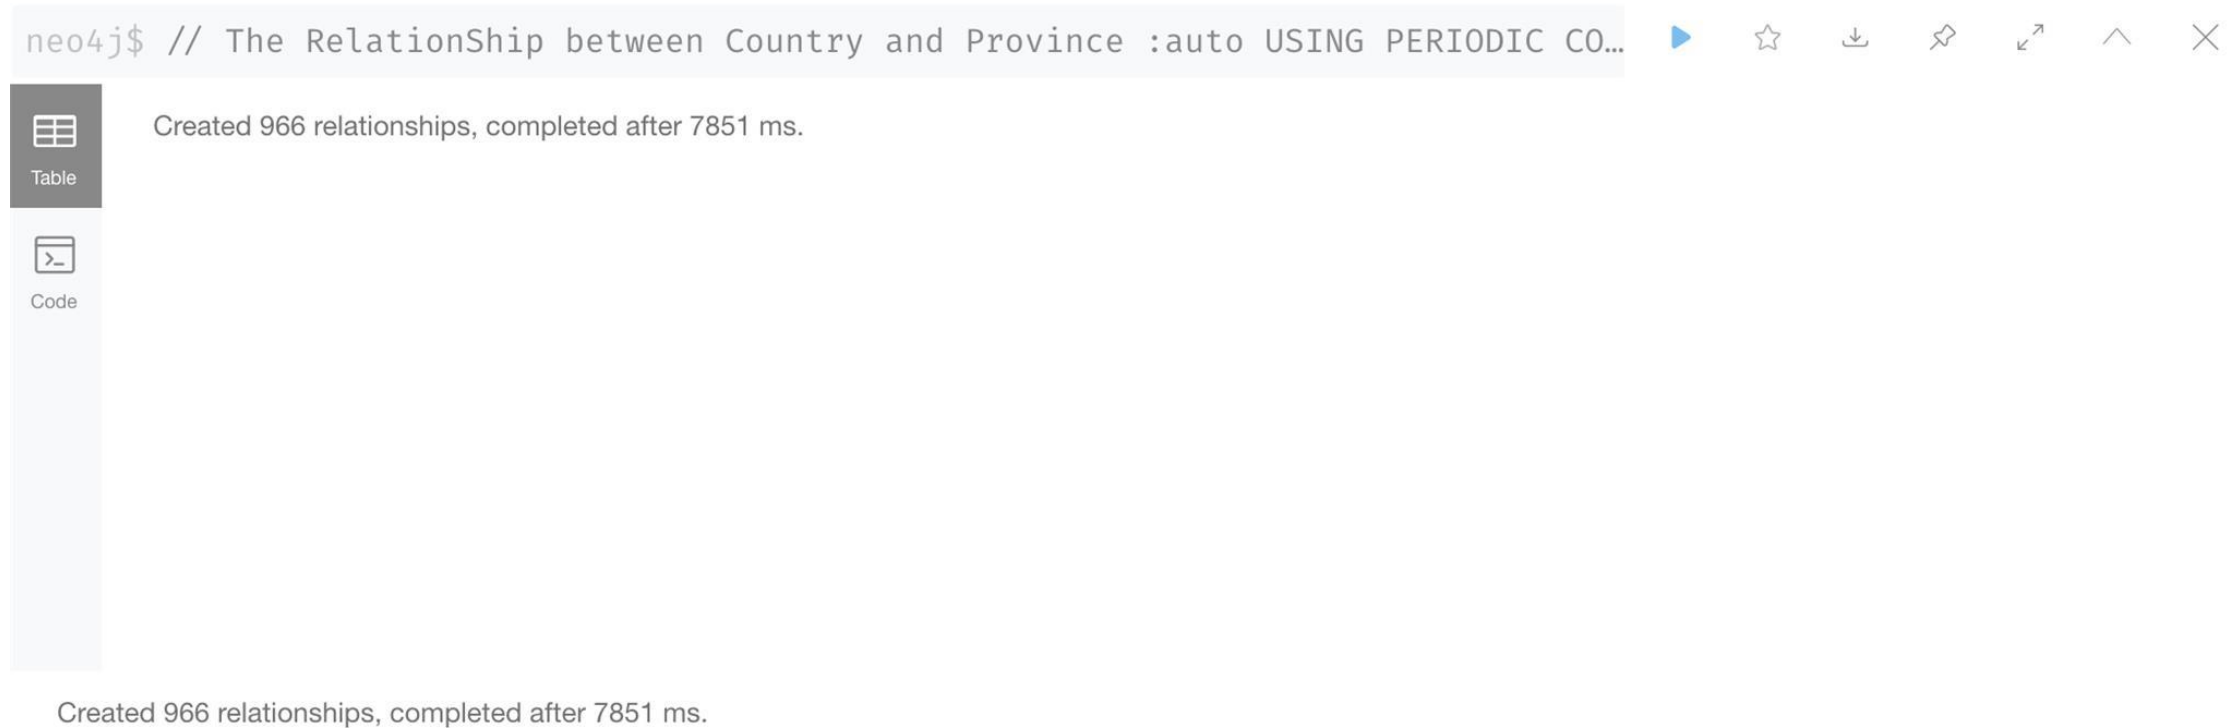 neo4j$ // The RelationShip between Country and Province :auto USING PERIODIC CO…
Created 966 relationships, completed after 7851 ms.
Table
Code
Created 966 relationships, completed after 7851 ms.